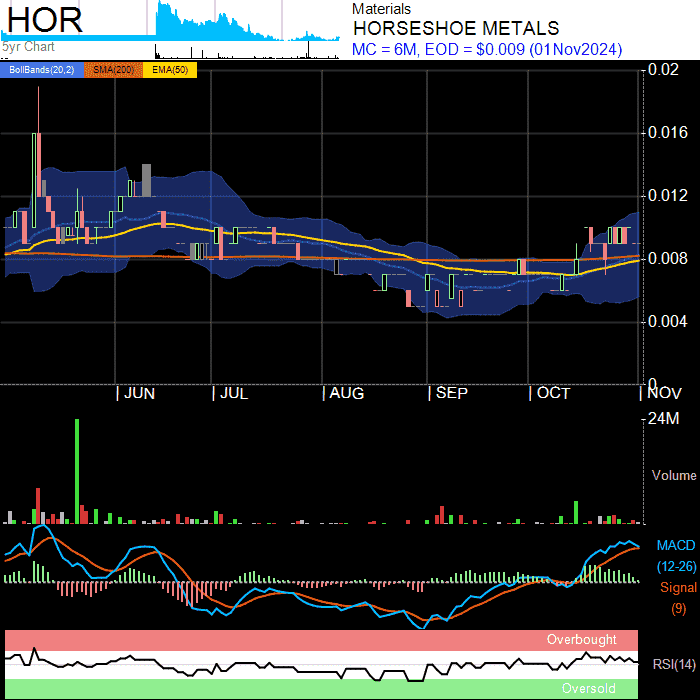 HOR
5yr Chart
Materials
HORSESHOE METALS
MC = 6M, EOD = $0.009 (01Nov2024)
BollBands(20,2) SMA(200) EMA(50)
0.02
0.016
0.012
0.008
0.004
0
JUN JUL AUG SEP OCT NOV
24M
Volume
MACD
(12-26)
Signal
(9)
Overbought
RSI(14)
Oversold